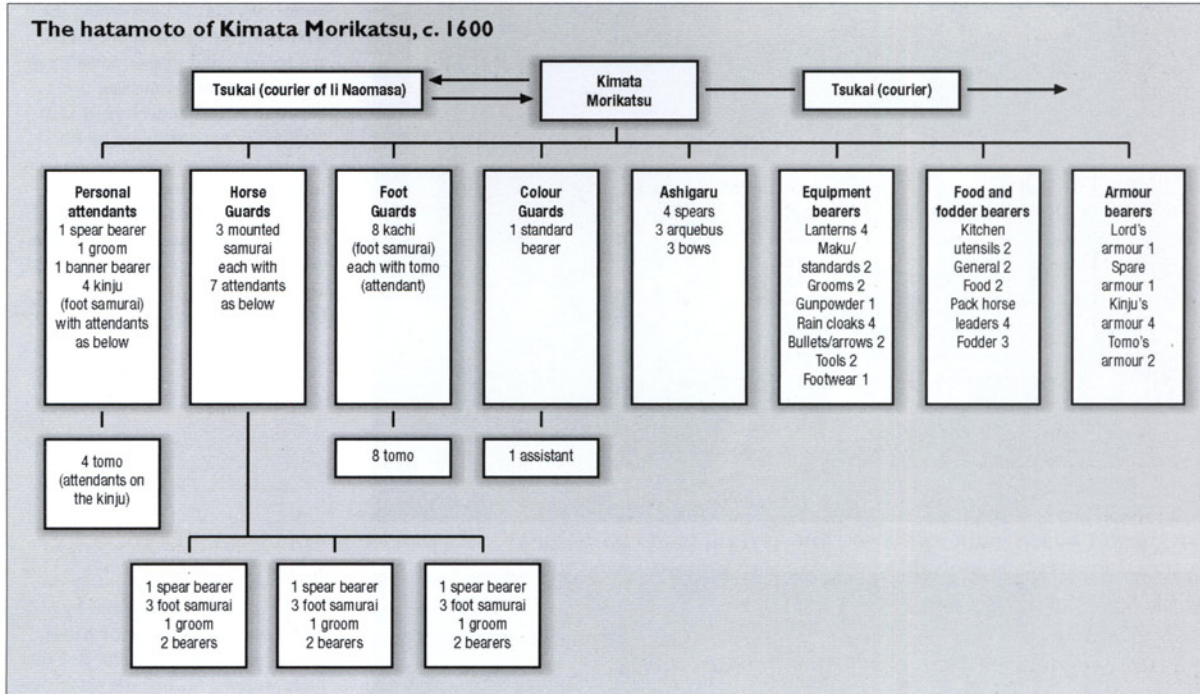 The hatamoto of Kimata Morikatsu, c. 1600
Tsukai (courier of Ii Naomasa)
Kimata
Morikatsu
Tsukai (courier)
Personal
attendants
1 spear bearer
1 groom
1 banner bearer
4 kinju
(foot samurai)
with attendants
as below
Horse
Guards
3 mounted
samurai
each with
7 attendants
as below
Foot
Guards
8 kachi
(foot samurai)
each with tomo
(attendant)
Colour
Guards
1 standard
bearer
Ashigaru
4 spears
3 arquebus
3 bows
Equipment
bearers
Lanterns 4
Maku/
standards 2
Grooms 2
Gunpowder 1
Rain cloaks 4
Bullets/arrows 2
Tools 2
Footwear 1
Food and
fodder bearers
Kitchen
utensils 2
General 2
Food 2
Pack horse
leaders 4
Fodder 3
Armour
bearers
Lord's
armour 1
Spare
armour 1
Kinju's
armour 4
Tomo's
armour 2
4 tomo
(attendants on
the kinju)
8 tomo
1 assistant
1 spear bearer
3 foot samurai
1 groom
2 bearers
1 spear bearer
3 foot samurai
1 groom
2 bearers
1 spear bearer
3 foot samurai
1 groom
2 bearers